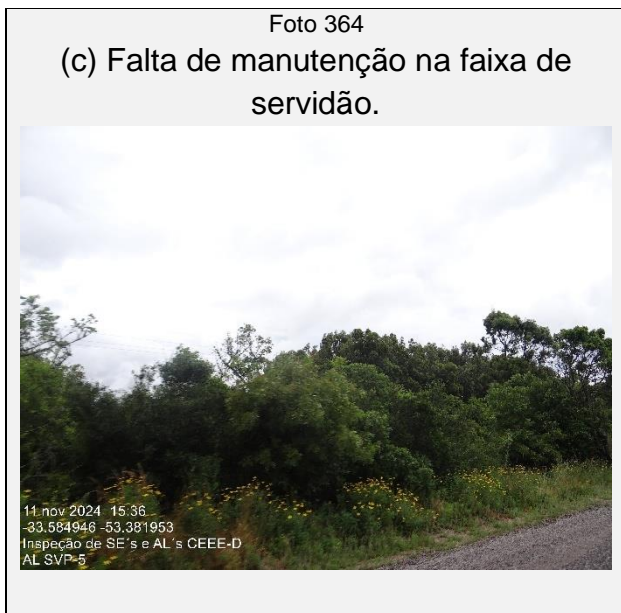 Foto 364
(c) Falta de manutenção na faixa de
servidão.
11 nov 2024 15:36
-33.584946 -53.381953
Inspeção de SE´s e AL´s CEEE-D
AL SVP-5